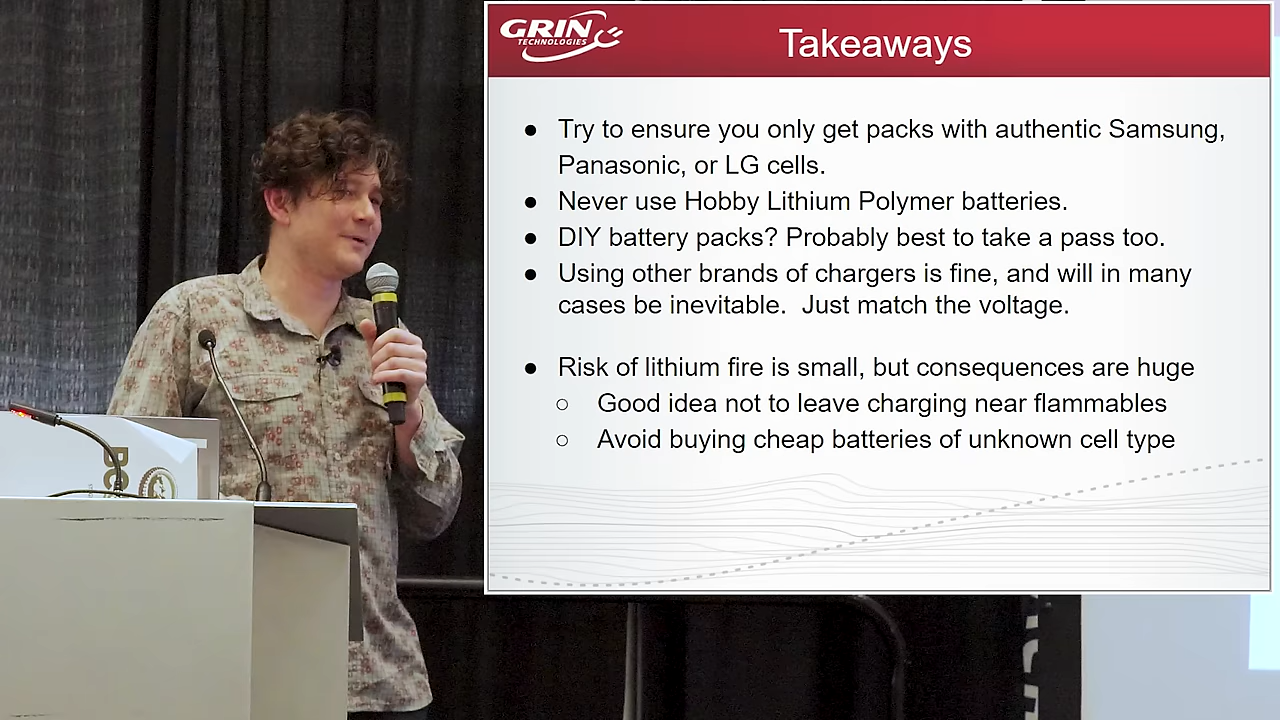 GRIN
TECHNOLOGIES
Takeaways
● Try to ensure you only get packs with authentic Samsung,
Panasonic, or LG cells.
● Never use Hobby Lithium Polymer batteries.
● DIY battery packs? Probably best to take a pass too.
● Using other brands of chargers is fine, and will in many
cases be inevitable.  Just match the voltage.
● Risk of lithium fire is small, but consequences are huge
○ Good idea not to leave charging near flammables
○ Avoid buying cheap batteries of unknown cell type